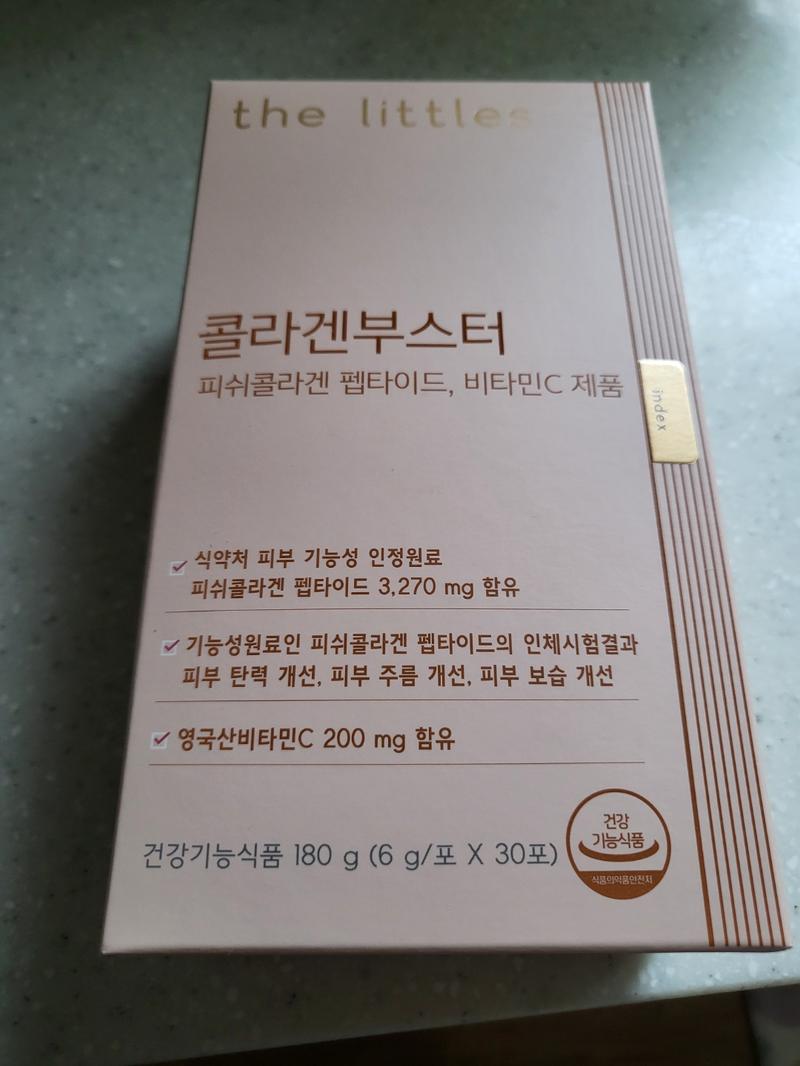 the littles
콜라겐부스터
피쉬콜라겐 펩타이드, 비타민C 제품
index
식약처 피부 기능성 인정원료
피쉬콜라겐 펩타이드 3,270 mg 함유
기능성원료인 피쉬콜라겐 펩타이드의 인체시험결과
피부 탄력 개선, 피부 주름 개선, 피부 보습 개선
영국산비타민C 200 mg 함유
건강기능식품 180 g (6 g/포 X 30포)
건강
기능식품
식품의약품안전처